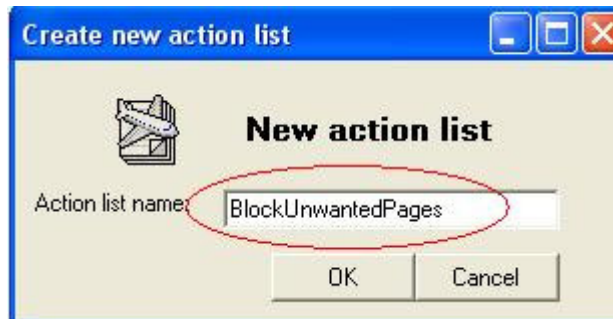 Create new action list
New action list
Action list name: BlockUnwantedPages
OK Cancel